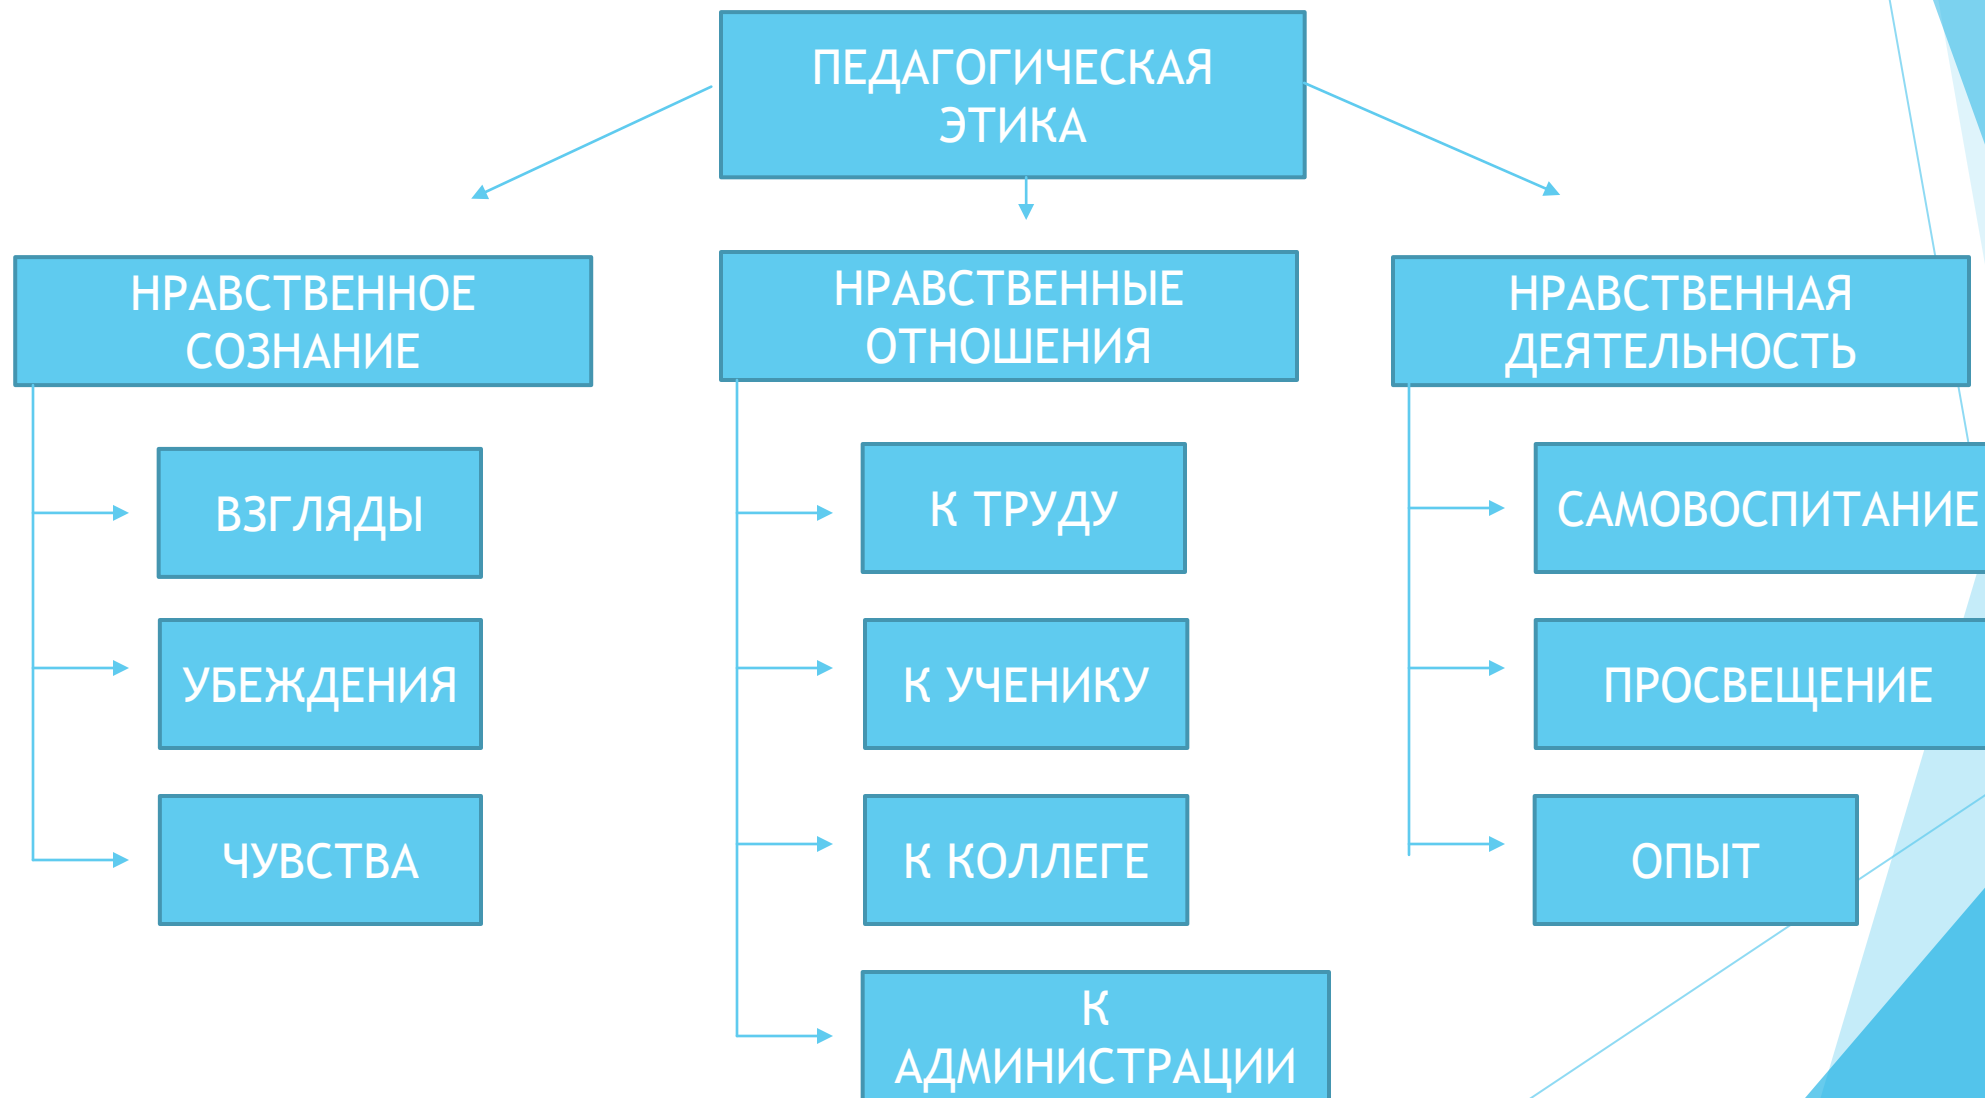 ПЕДАГОГИЧЕСКАЯ
ЭТИКА
НРАВСТВЕННОЕ
СОЗНАНИЕ
НРАВСТВЕННЫЕ
ОТНОШЕНИЯ
НРАВСТВЕННАЯ
ДЕЯТЕЛЬНОСТЬ
ВЗГЛЯДЫ
К ТРУДУ
САМОВОСПИТАНИЕ
УБЕЖДЕНИЯ
К УЧЕНИКУ
ПРОСВЕЩЕНИЕ
ЧУВСТВА
К КОЛЛЕГЕ
ОПЫТ
К
АДМИНИСТРАЦИИ